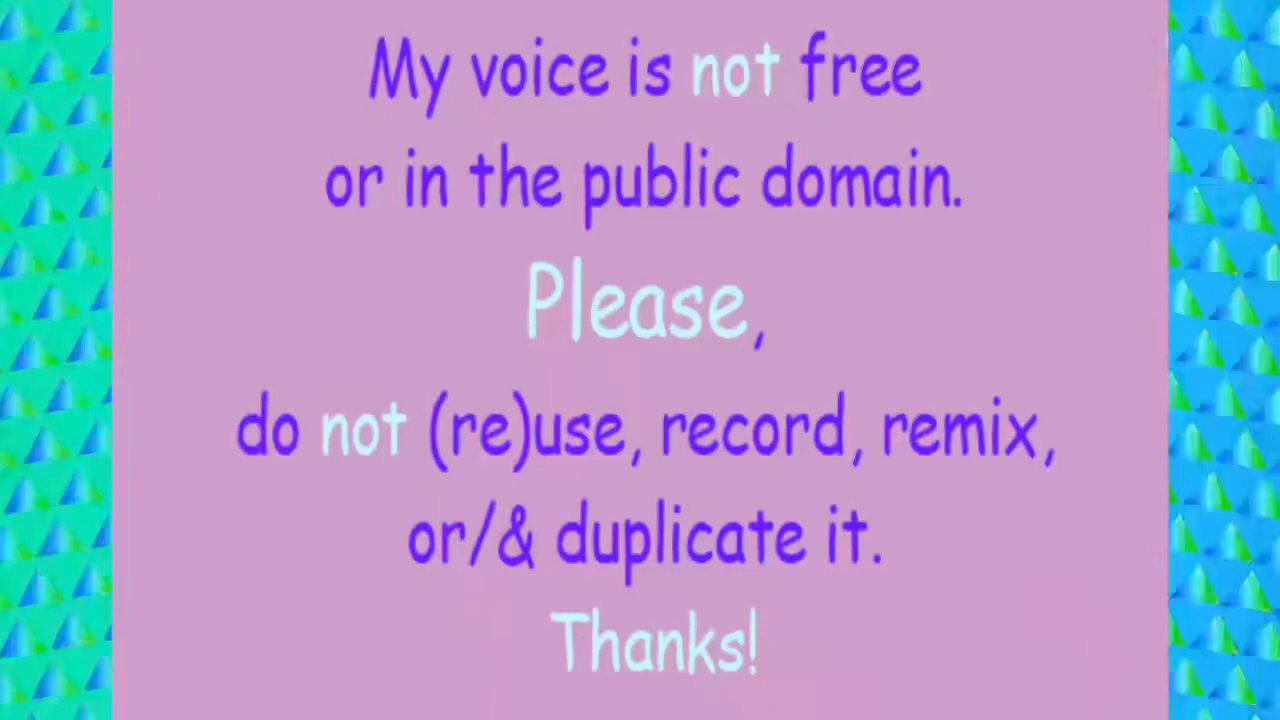 My voice is not free
or in the public domain.
Please,
do not (re)use, record, remix,
or/& duplicate it.
Thanks!